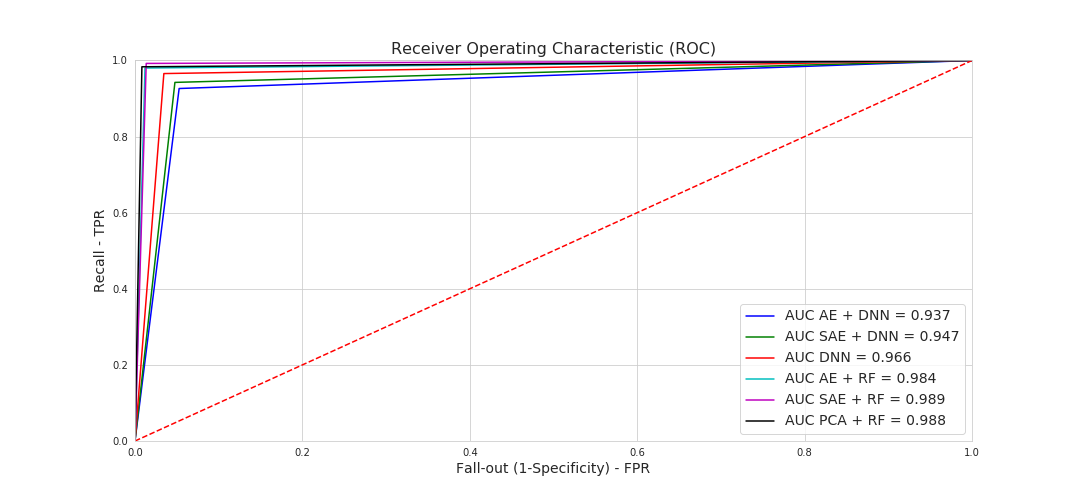 Receiver Operating Characteristic (ROC)
1.0
0.8
0.6
0.4
0.2
0.0
Recall - TPR
AUC AE + DNN = 0.937
AUC SAE + DNN = 0.947
AUC DNN = 0.966
AUC AE + RF = 0.984
AUC SAE + RF = 0.989
AUC PCA + RF = 0.988
0.0 0.2 0.4 0.6 0.8 1.0
Fall-out (1-Specificity) - FPR